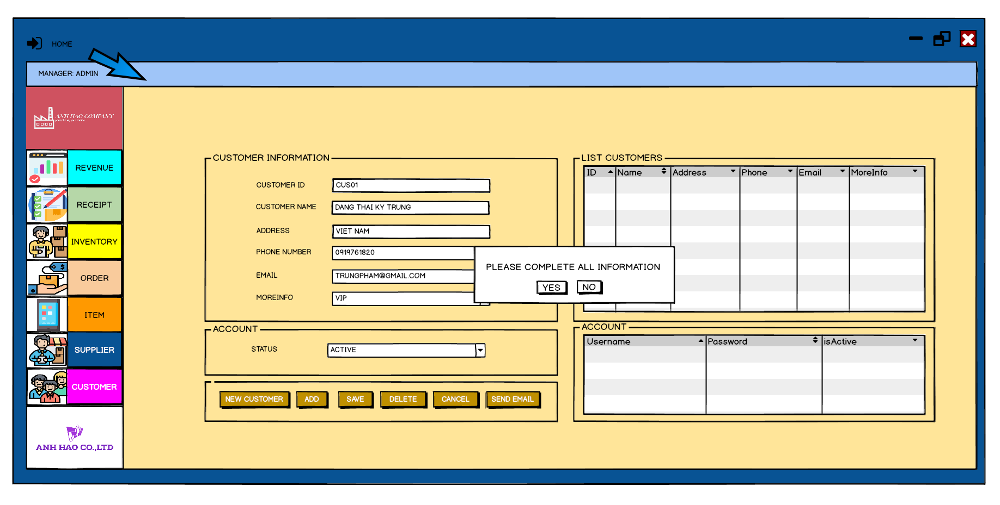 HOME
MANAGER: ADMIN
ANH HAO COMPANY
REVENUE
RECEIPT
INVENTORY
ORDER
$
ITEM
SUPPLIER
CUSTOMER
ANH HAO CO.,LTD
CUSTOMER INFORMATION
CUSTOMER ID CUS01
CUSTOMER NAME DANG THAI KY TRUNG
ADDRESS VIET NAM
PHONE NUMBER 0919761820
EMAIL TRUNGPHAM@GMAIL.COM
MOREINFO VIP
ACCOUNT
STATUS ACTIVE
NEW CUSTOMER ADD SAVE DELETE CANCEL SEND EMAIL
PLEASE COMPLETE ALL INFORMATION
YES NO
LIST CUSTOMERS
ID Name Address Phone Email MoreInfo
ACCOUNT
Username Password isActive